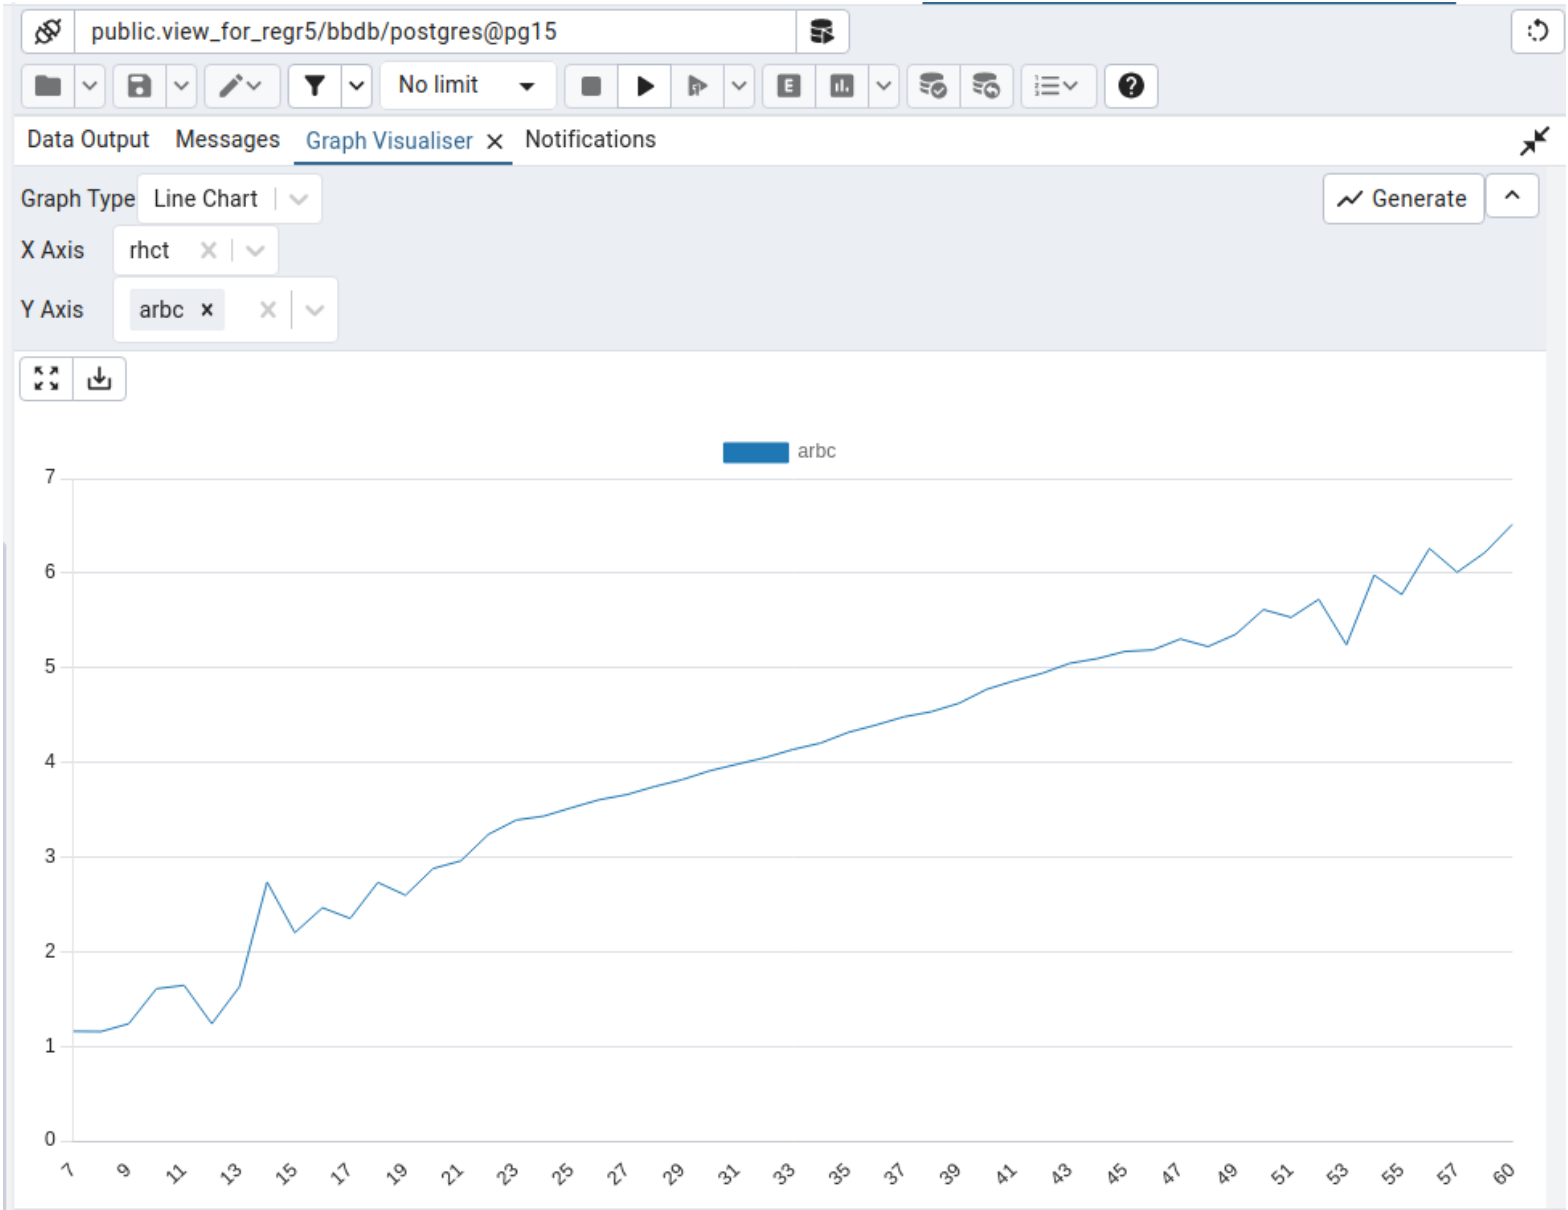 public.view_for_regr5/bbdb/postgres@pg15
No limit E
Data Output Messages Graph Visualiser Notifications
Graph Type Line Chart Generate
X Axis rhct
Y Axis arbc
arbc
7
6
5
4
3
2
1
0
7 9 11 13 15 17 19 21 23 25 27 29 31 33 35 37 39 41 43 45 47 49 51 53 55 57 60